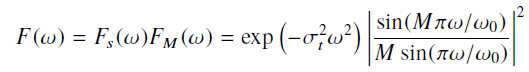 F(ω) = F_s(ω)F_M(ω) = exp (−σ_t^2 ω^2) | sin(Mπω/ω_0) / M sin(πω/ω_0) |^2